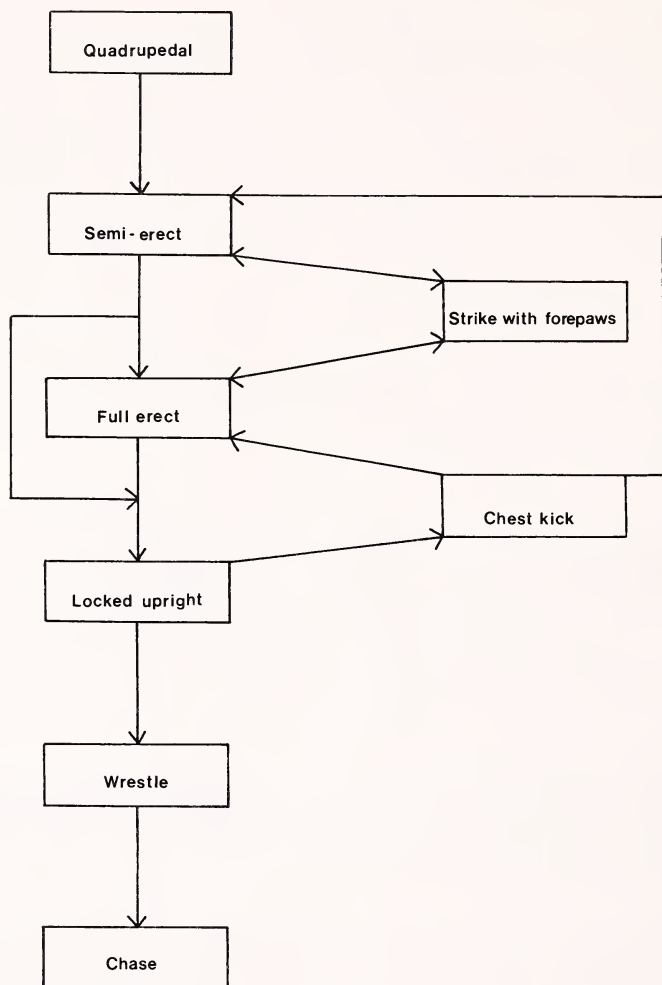 Quadrupedal
Semi-erect
Strike with forepaws
Full erect
Chest kick
Locked upright
Wrestle
Chase